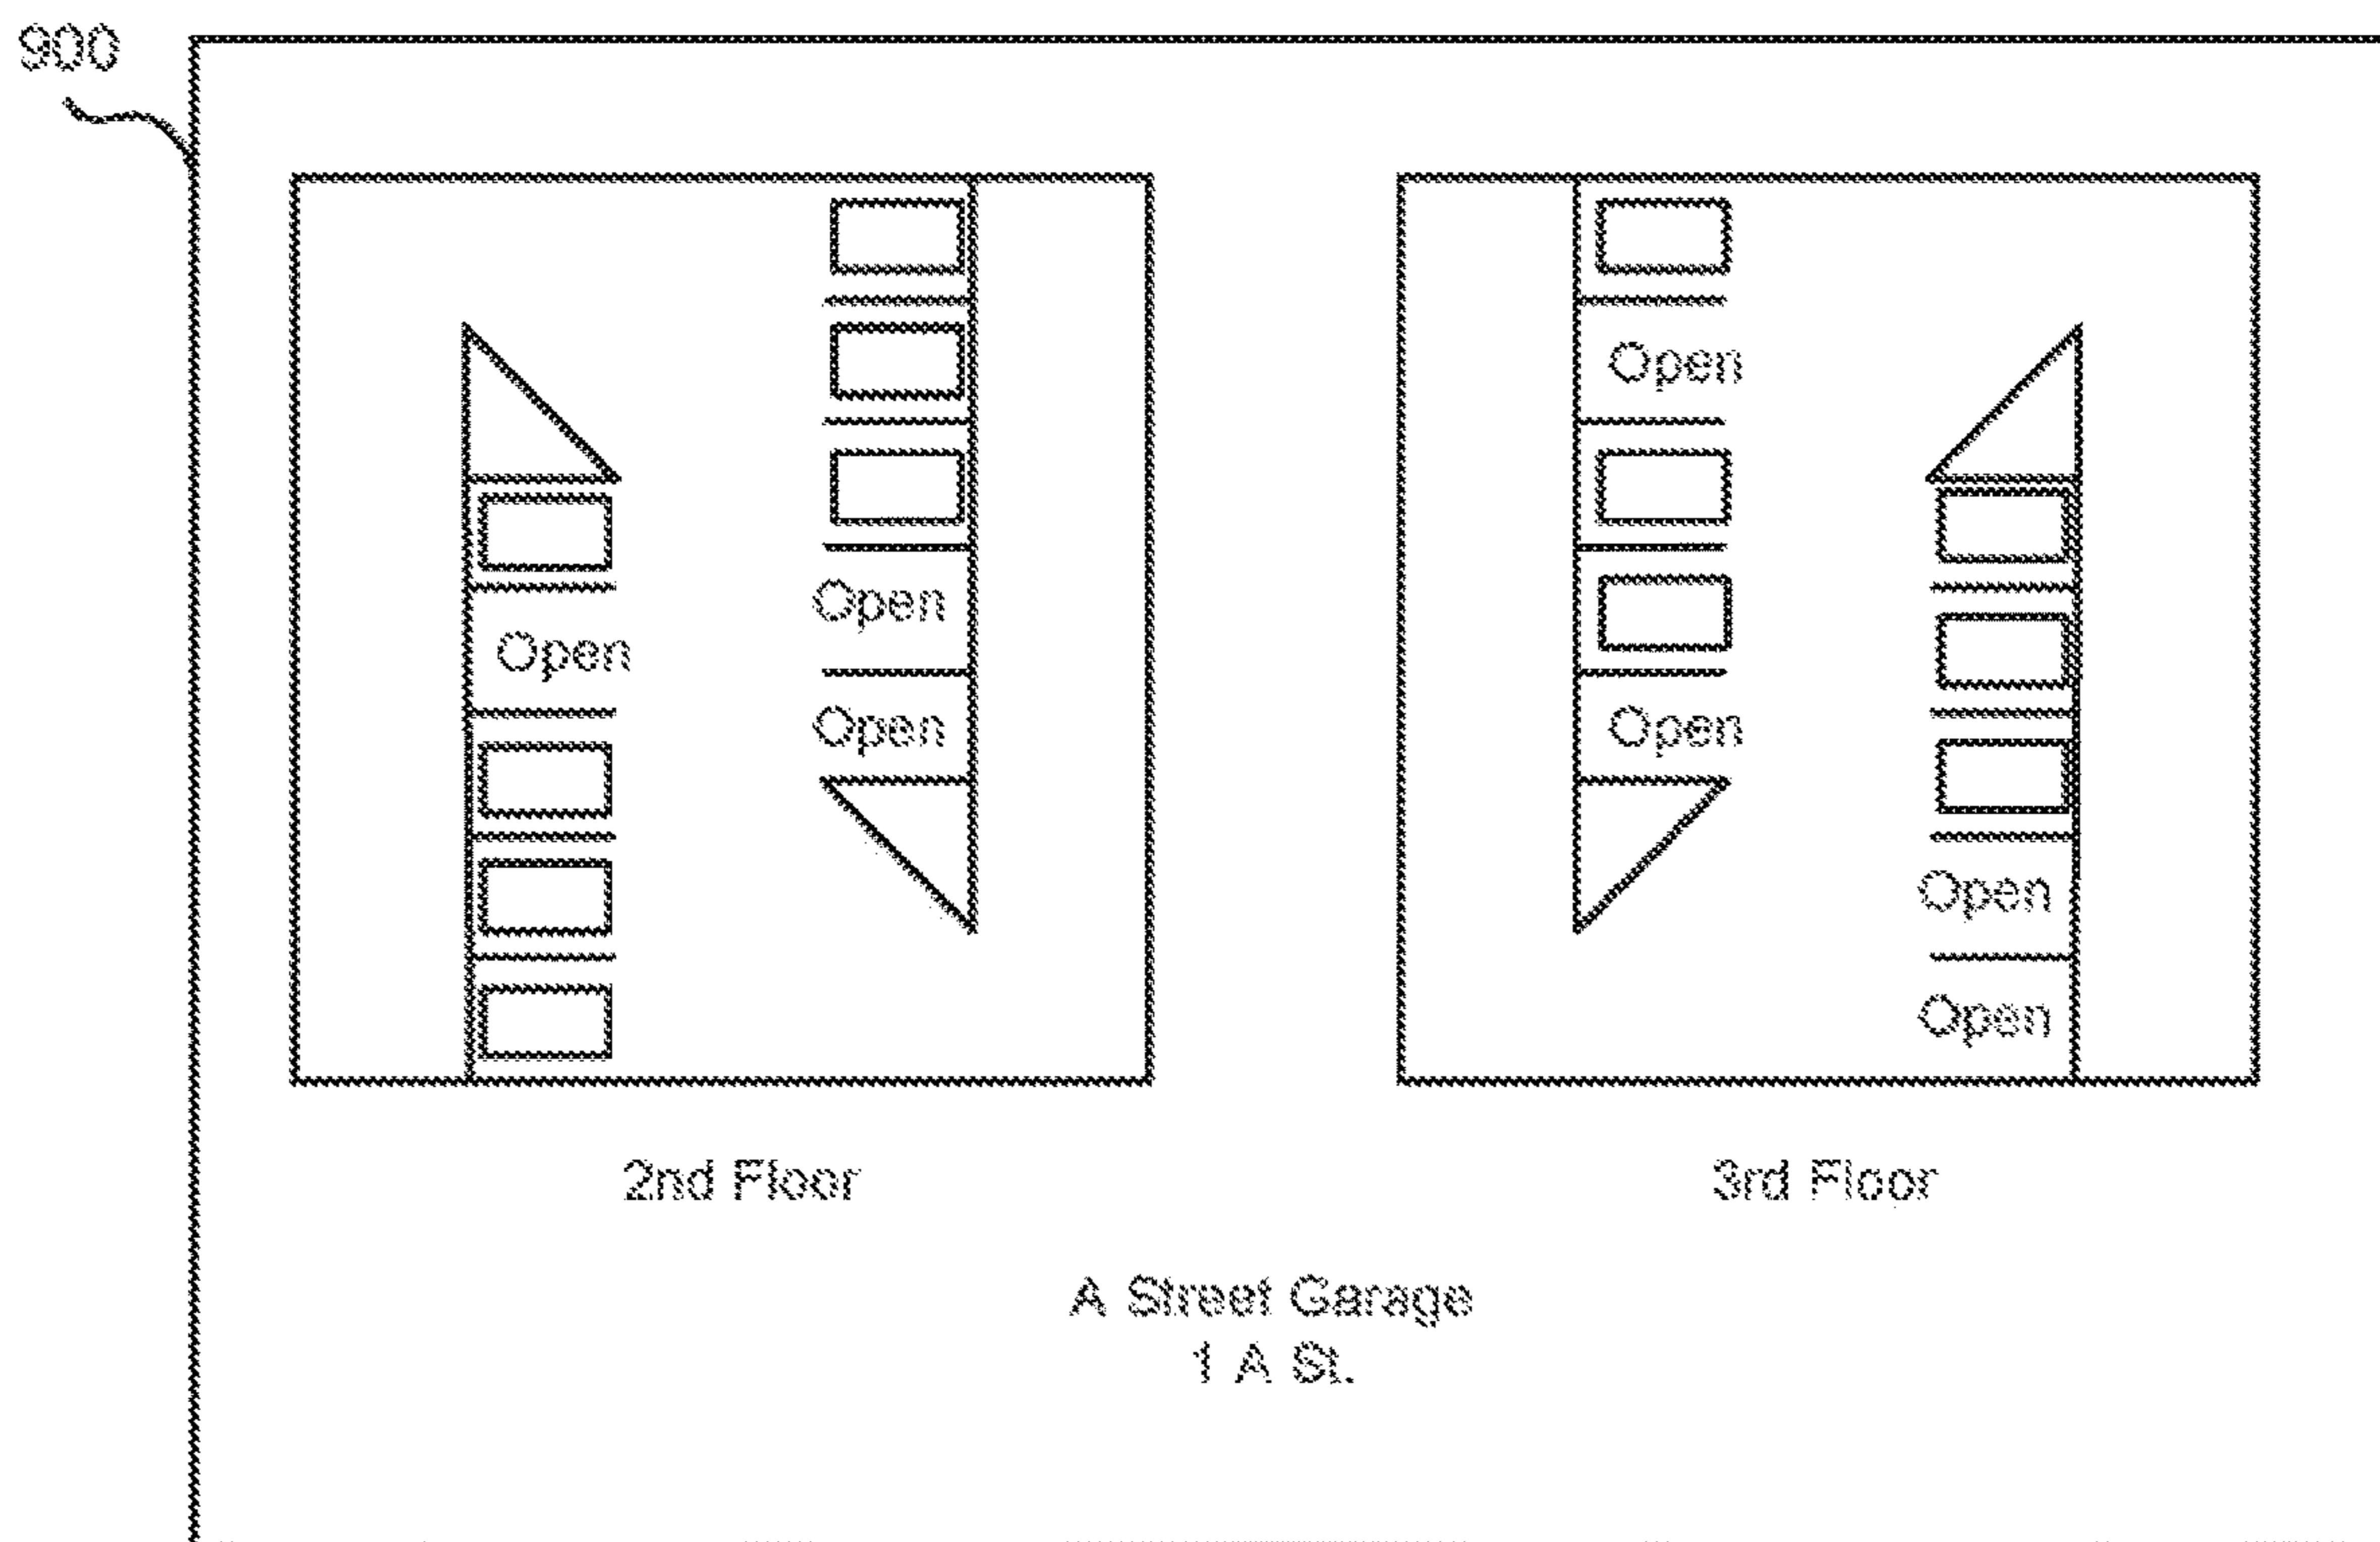 900
Open
Open
Open
Open
Open
Open
Open
2nd Floor
3rd Floor
A Street Garage
1 A St.